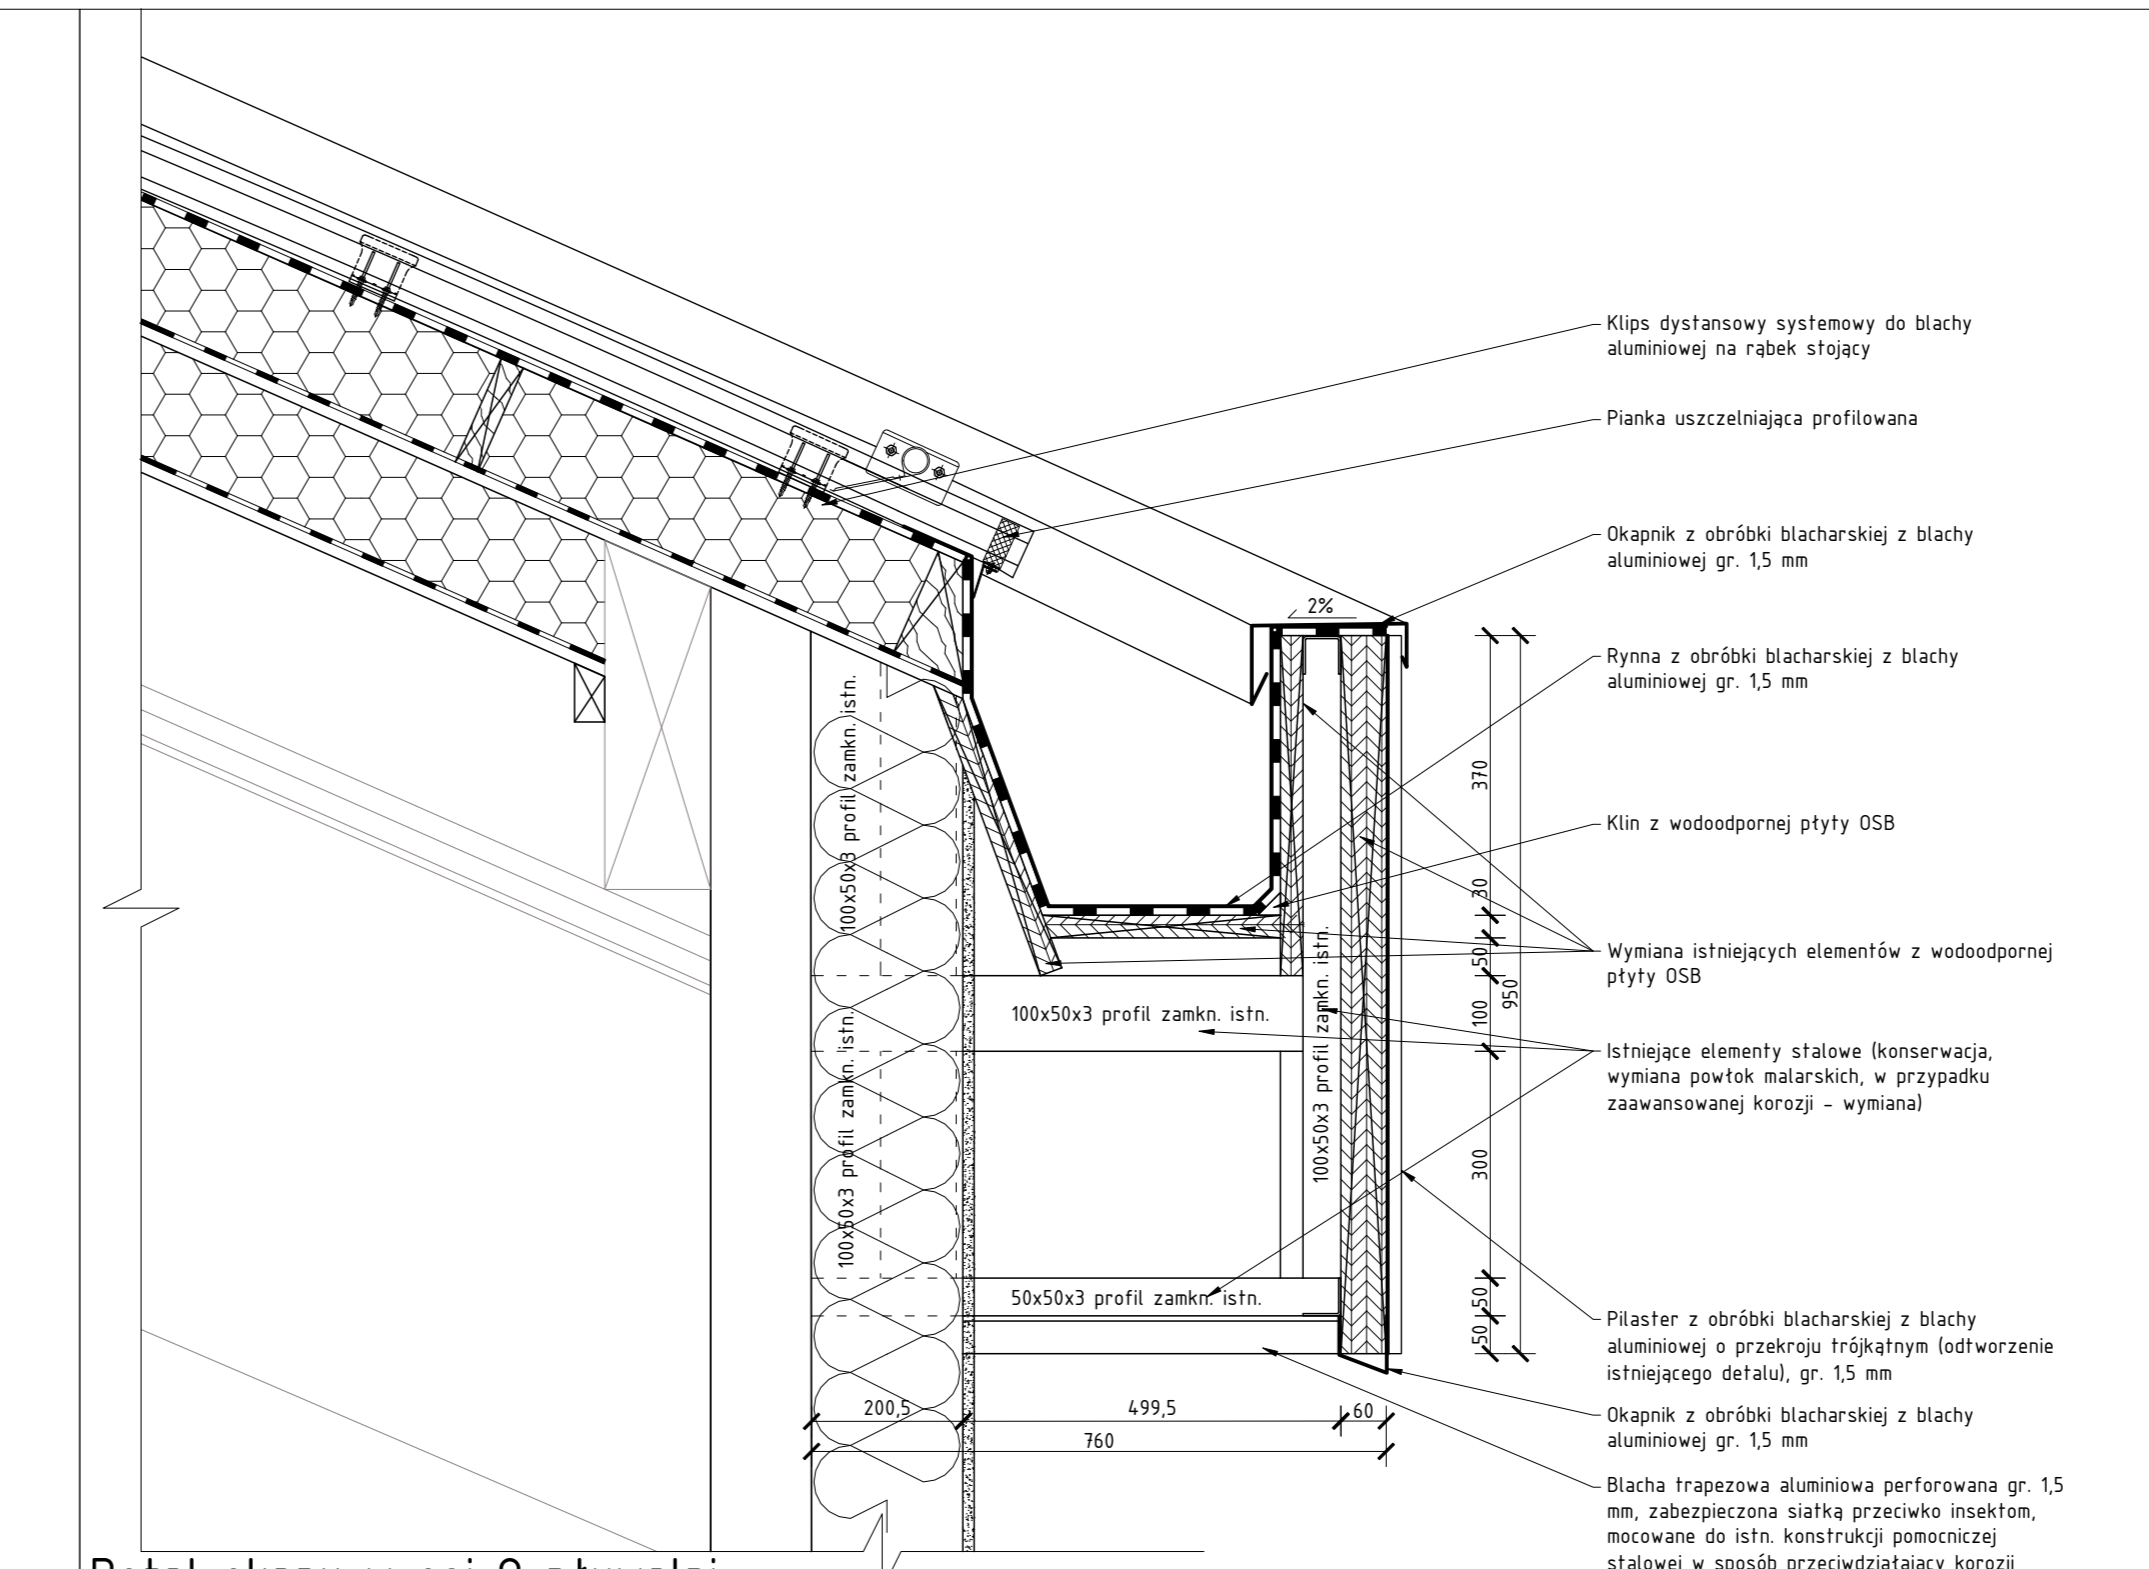 Klips dystansowy systemowy do blachy
aluminiowej na rąbek stojący
Pianka uszczelniająca profilowana
Okapnik z obróbki blacharskiej z blachy
aluminiowej gr. 1,5 mm
2%
Rynna z obróbki blacharskiej z blachy
aluminiowej gr. 1,5 mm
Klin z wodoodpornej płyty OSB
Wymiana istniejących elementów z wodoodpornej
płyty OSB
Istniejące elementy stalowe (konserwacja,
wymiana powłok malarskich, w przypadku
zaawansowanej korozji - wymiana)
Pilaster z obróbki blacharskiej z blachy
aluminiowej o przekroju trójkątnym (odtworzenie
istniejącego detalu), gr. 1,5 mm
Okapnik z obróbki blacharskiej z blachy
aluminiowej gr. 1,5 mm
Blacha trapezowa aluminiowa perforowana gr. 1,5
mm, zabezpieczona siatką przeciwko insektom,
mocowane do istn. konstrukcji pomocniczej
stalowej w sposób przeciwdziałający korozji
100x50x3 profil zamkn. istn.
100x50x3 profil zamkn. istn.
100x50x3 profil zamkn. istn.
100x50x3 profil zamkn. istn.
50x50x3 profil zamkn. istn.
370
30
50
100
950
300
50
50
200,5
499,5
60
760